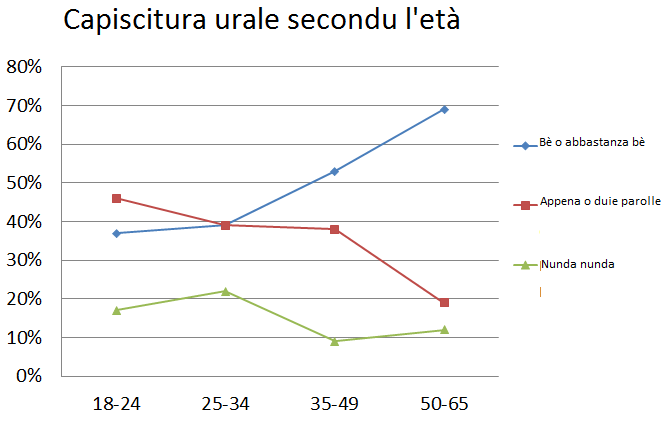 Capiscitura urale secondu l'età
80%
70%
60%
50%
40%
30%
20%
10%
0%
18-24 25-34 35-49 50-65
Bè o abbastanza bè
Appena o duie parolle
Nunda nunda